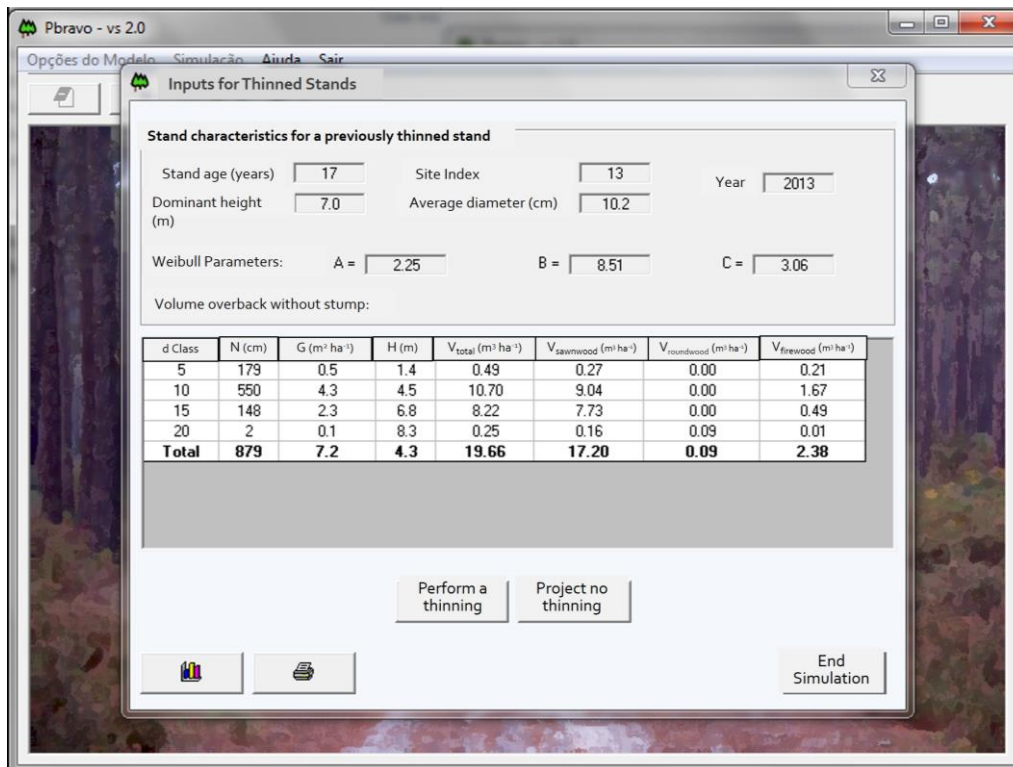 Pbravo - vs 2.0
Opções do Modelo Simulação Ajuda Sair
Inputs for Thinned Stands
Stand characteristics for a previously thinned stand
Stand age (years) 17 Site Index 13 Year 2013
Dominant height (m) 7.0 Average diameter (cm) 10.2
Weibull Parameters: A = 2.25 B = 8.51 C = 3.06
Volume overback without stump:
d Class N (cm) G (m² ha⁻¹) H (m) Vtotal (m³ ha⁻¹) Vsawnwood (m³ ha⁻¹) Vroundwood (m³ ha⁻¹) Vfirewood (m³ ha⁻¹)
5 179 0.5 1.4 0.49 0.27 0.00 0.21
10 550 4.3 4.5 10.70 9.04 0.00 1.67
15 148 2.3 6.8 8.22 7.73 0.00 0.49
20 2 0.1 8.3 0.25 0.16 0.09 0.01
Total 879 7.2 4.3 19.66 17.20 0.09 2.38
Perform a thinning
Project no thinning
End Simulation